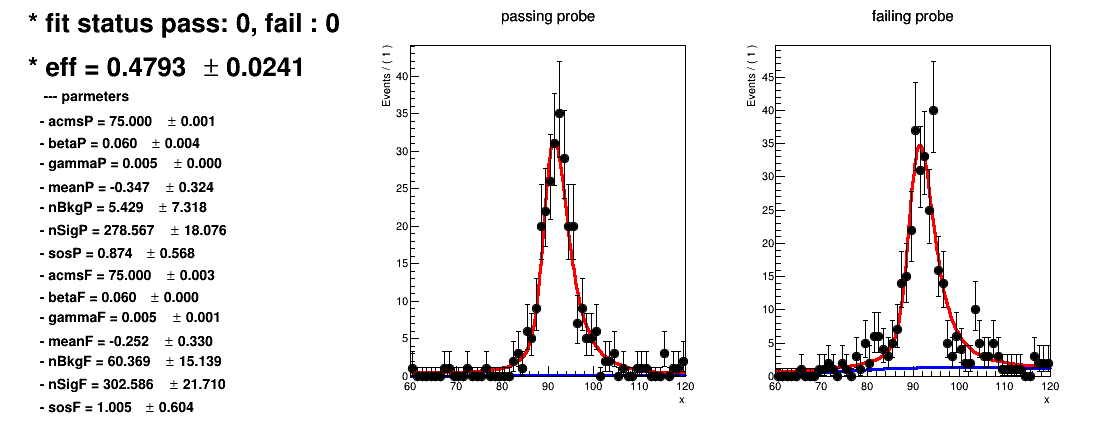 * fit status pass: 0, fail : 0
* eff = 0.4793 ± 0.0241
--- parmeters
- acmsP = 75.000 ± 0.001
- betaP = 0.060 ± 0.004
- gammaP = 0.005 ± 0.000
- meanP = -0.347 ± 0.324
- nBkgP = 5.429 ± 7.318
- nSigP = 278.567 ± 18.076
- sosP = 0.874 ± 0.568
- acmsF = 75.000 ± 0.003
- betaF = 0.060 ± 0.000
- gammaF = 0.005 ± 0.001
- meanF = -0.252 ± 0.330
- nBkgF = 60.369 ± 15.139
- nSigF = 302.586 ± 21.710
- sosF = 1.005 ± 0.604
passing probe
Events / ( 1 )
40
35
30
25
20
15
10
5
0
60 70 80 90 100 110 120
x
failing probe
Events / ( 1 )
45
40
35
30
25
20
15
10
5
0
60 70 80 90 100 110 120
x